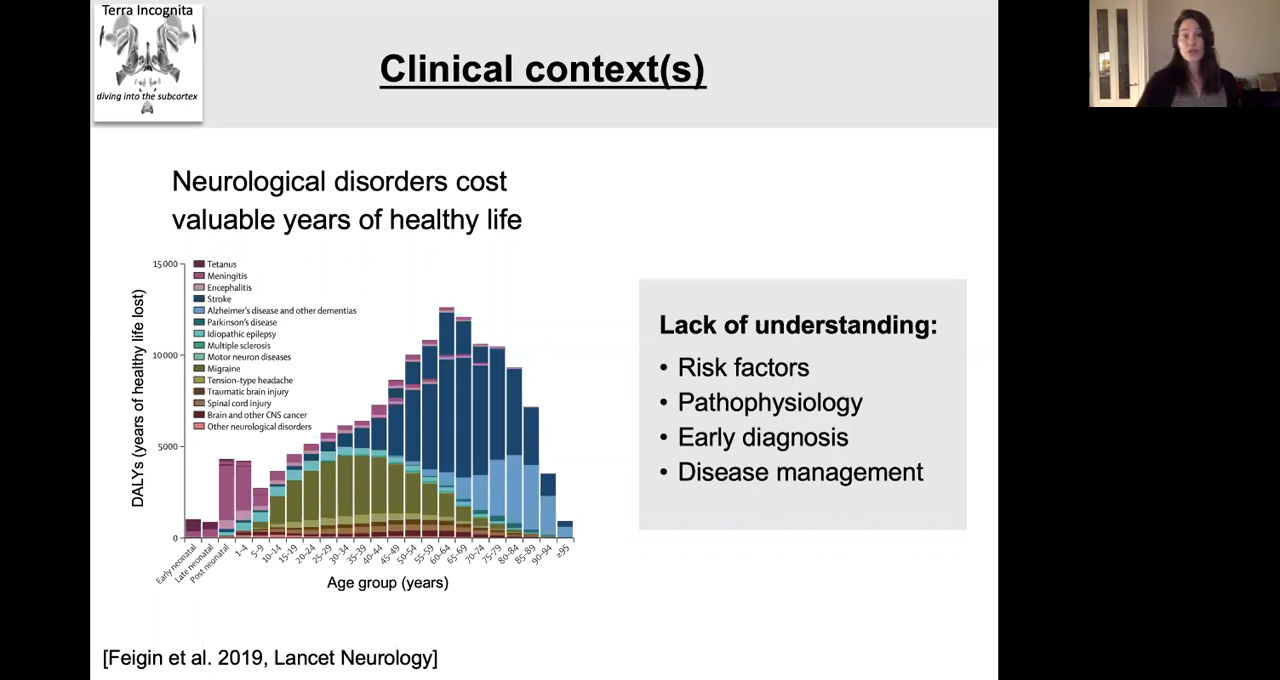 Terra Incognita
diving into the subcortex
Clinical context(s)
Neurological disorders cost
valuable years of healthy life
DALYs (years of healthy life lost)
15000
10000
5000
0
Tetanus
Meningitis
Encephalitis
Stroke
Alzheimer's disease and other dementias
Parkinson's disease
Idiopathic epilepsy
Multiple sclerosis
Motor neuron diseases
Migraine
Tension-type headache
Traumatic brain injury
Spinal cord injury
Brain and other CNS cancer
Other neurological disorders
Early neonatal
Late neonatal
Post neonatal
1-4
5-9
10-14
15-19
20-24
25-29
30-34
35-39
40-44
45-49
50-54
55-59
60-64
65-69
70-74
75-79
80-84
85-89
90-94
≥95
Age group (years)
Lack of understanding:
• Risk factors
• Pathophysiology
• Early diagnosis
• Disease management
[Feigin et al. 2019, Lancet Neurology]